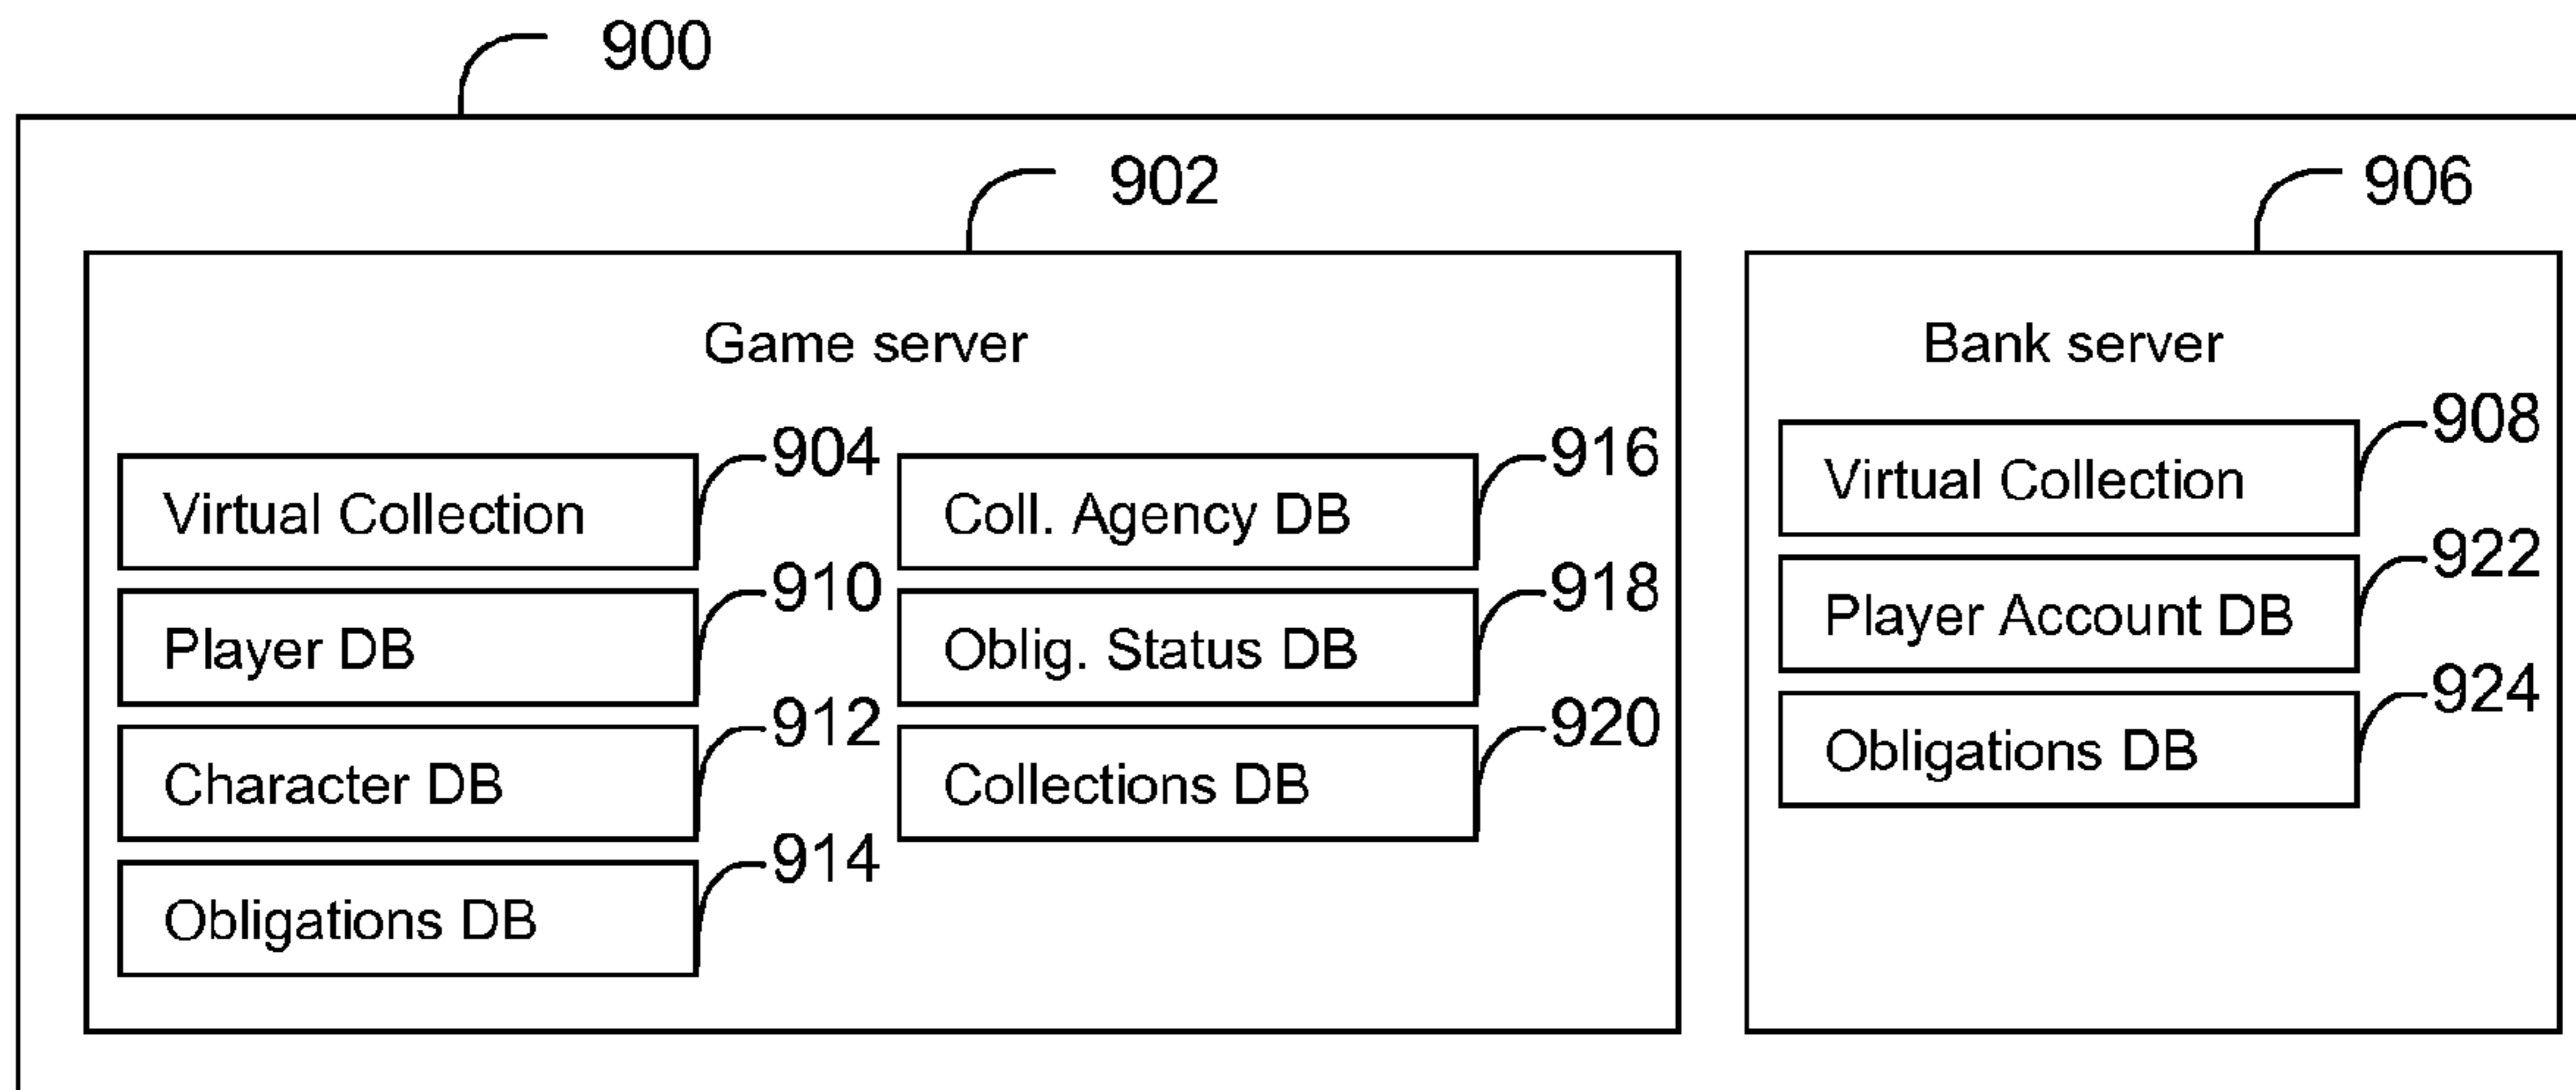 900
902
906
Game server
Bank server
Virtual Collection
904
Player DB
910
Character DB
912
Obligations DB
914
Coll. Agency DB
916
Oblig. Status DB
918
Collections DB
920
Virtual Collection
908
Player Account DB
922
Obligations DB
924